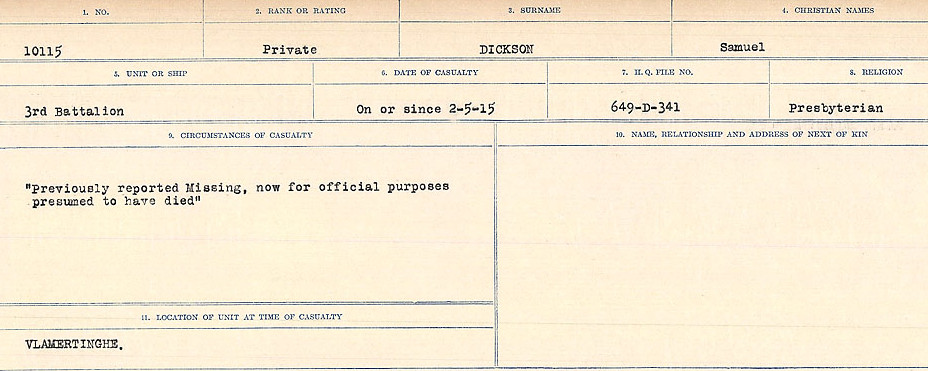 1. NO.
2. RANK OR RATING
3. SURNAME
4. CHRISTIAN NAMES
10115
Private
DICKSON
Samuel
5. UNIT OR SHIP
6. DATE OF CASUALTY
7. H.Q. FILE NO.
8. RELIGION
3rd Battalion
On or since 2-5-15
649-D-341
Presbyterian
9. CIRCUMSTANCES OF CASUALTY
10. NAME, RELATIONSHIP AND ADDRESS OF NEXT OF KIN
"Previously reported Missing, now for official purposes
presumed to have died"
11. LOCATION OF UNIT AT TIME OF CASUALTY
VLAMERTINGHE.